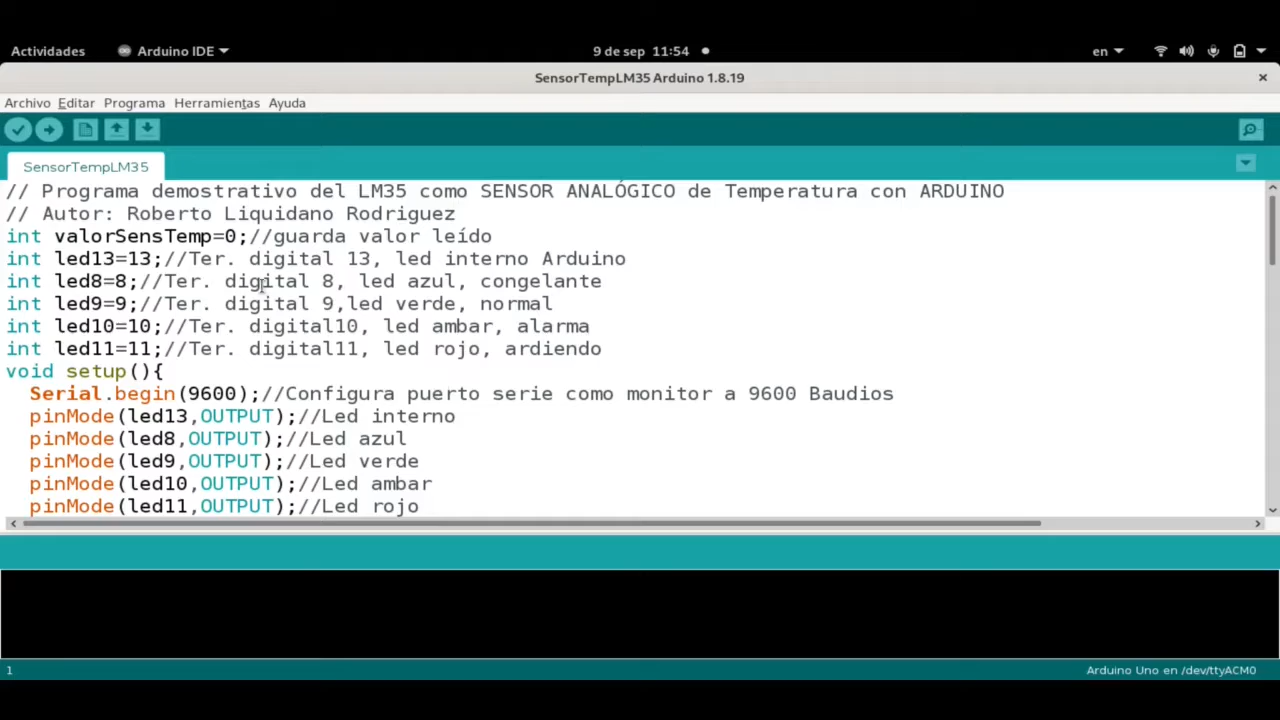 Actividades Arduino IDE 9 de sep 11:54 en
SensorTempLM35 Arduino 1.8.19 ×
Archivo Editar Programa Herramientas Ayuda
SensorTempLM35
// Programa demostrativo del LM35 como SENSOR ANALÓGICO de Temperatura con ARDUINO
// Autor: Roberto Liquidano Rodriguez
int valorSensTemp=0;//guarda valor leído
int led13=13;//Ter. digital 13, led interno Arduino
int led8=8;//Ter. digital 8, led azul, congelante
int led9=9;//Ter. digital 9,led verde, normal
int led10=10;//Ter. digital10, led ambar, alarma
int led11=11;//Ter. digital11, led rojo, ardiendo
void setup(){
Serial.begin(9600);//Configura puerto serie como monitor a 9600 Baudios
pinMode(led13,OUTPUT);//Led interno
pinMode(led8,OUTPUT);//Led azul
pinMode(led9,OUTPUT);//Led verde
pinMode(led10,OUTPUT);//Led ambar
pinMode(led11,OUTPUT);//Led rojo
1 Arduino Uno en /dev/ttyACM0